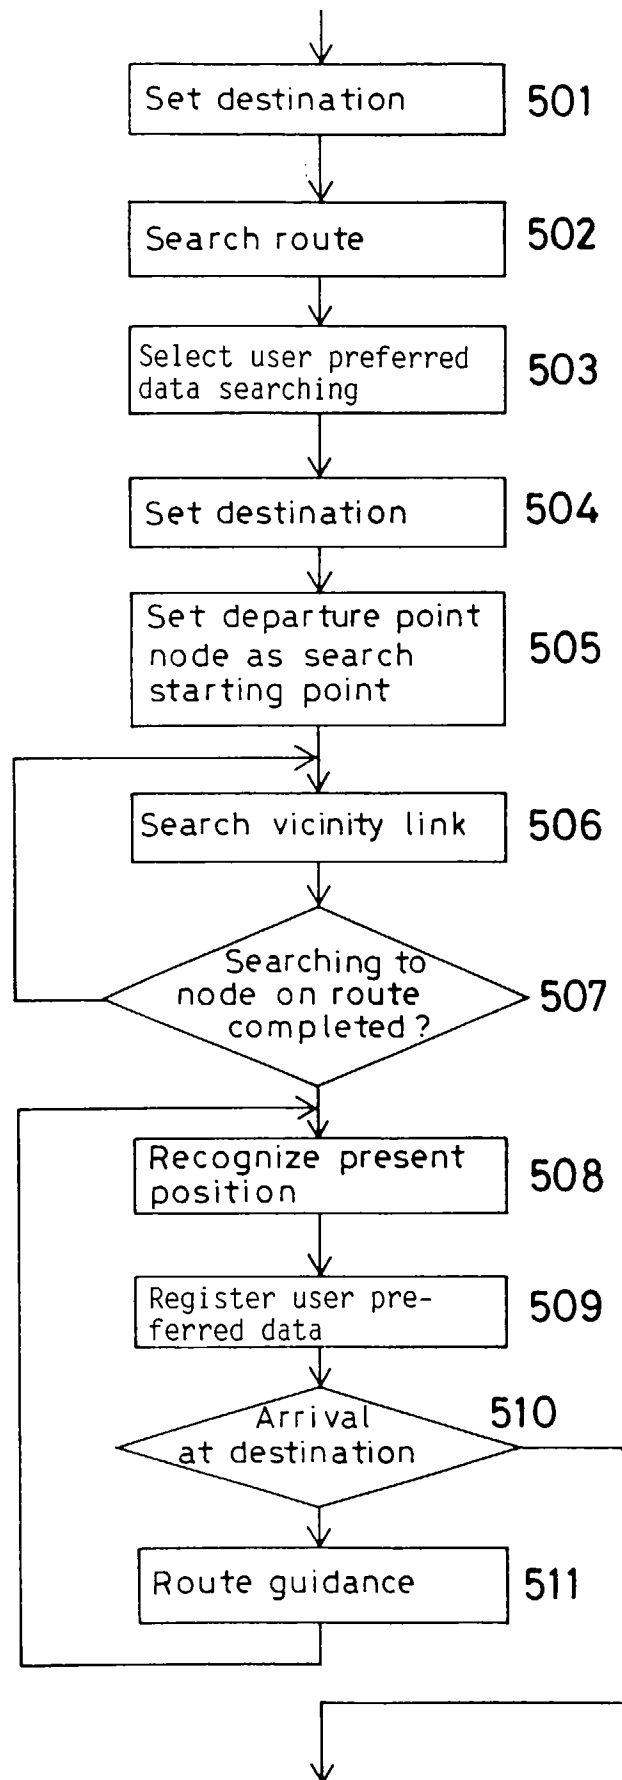 Set destination
501
Search route
502
Select user preferred
data searching
503
Set destination
504
Set departure point
node as search
starting point
505
Search vicinity link
506
Searching to
node on route
completed?
507
Recognize present
position
508
Register user pre-
ferred data
509
Arrival
at destination
510
Route guidance
511